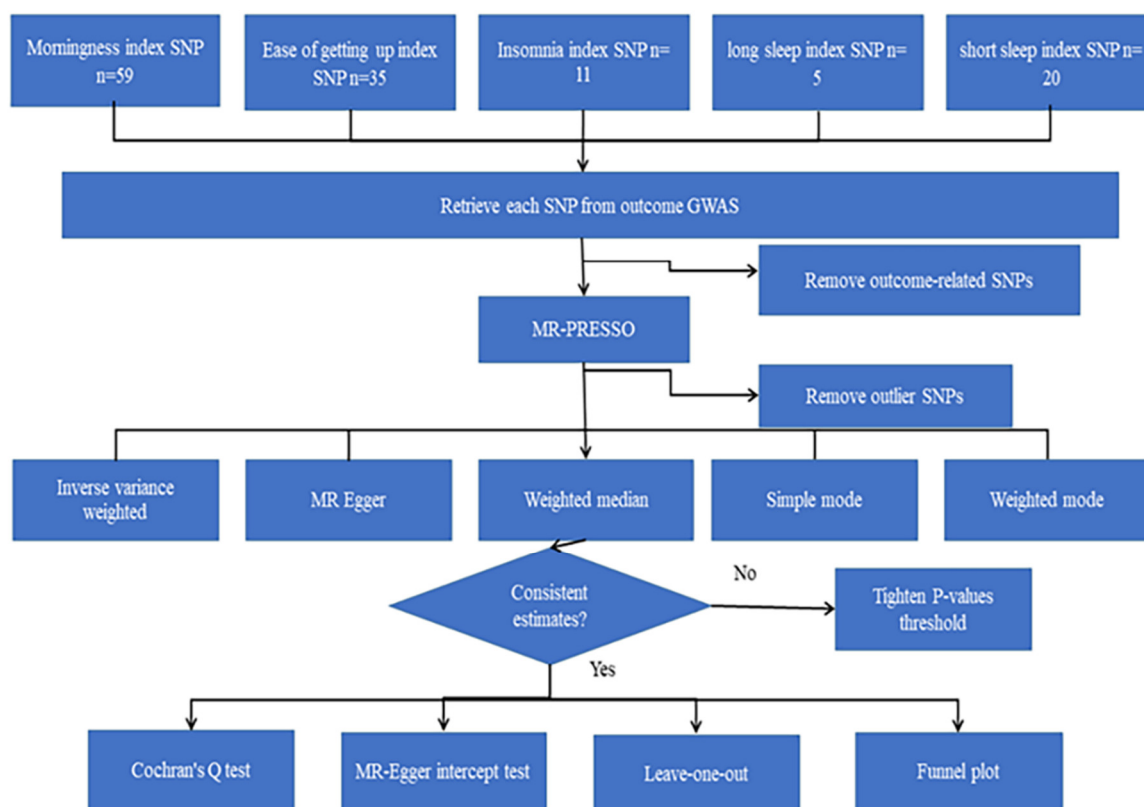 Morningness index SNP
n=59
Ease of getting up index
SNP n=35
Insomnia index SNP n=
11
long sleep index SNP n=
5
short sleep index SNP n=
20
Retrieve each SNP from outcome GWAS
Remove outcome-related SNPs
MR-PRESSO
Remove outlier SNPs
Inverse variance
weighted
MR Egger
Weighted median
Simple mode
Weighted mode
Consistent
estimates?
No
Tighten P-values
threshold
Yes
Cochran's Q test
MR-Egger intercept test
Leave-one-out
Funnel plot